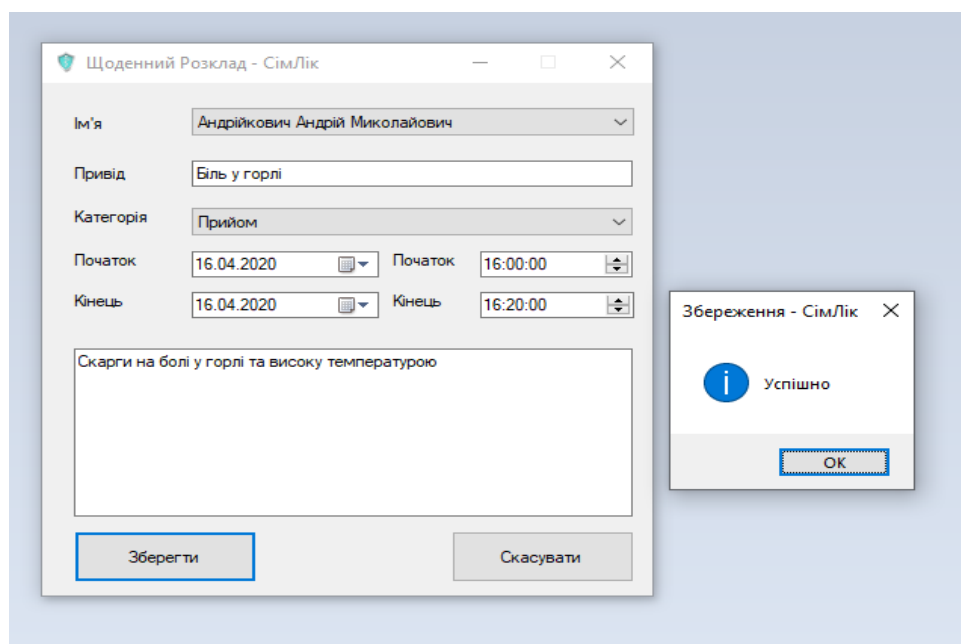 Щоденний Розклад - СімЛік
Ім'я Андрійкович Андрій Миколайович
Привід Біль у горлі
Категорія Прийом
Початок 16.04.2020 Початок 16:00:00
Кінець 16.04.2020 Кінець 16:20:00
Скарги на болі у горлі та високу температурою
Зберегти Скасувати
Збереження - СімЛік
Успішно
OK